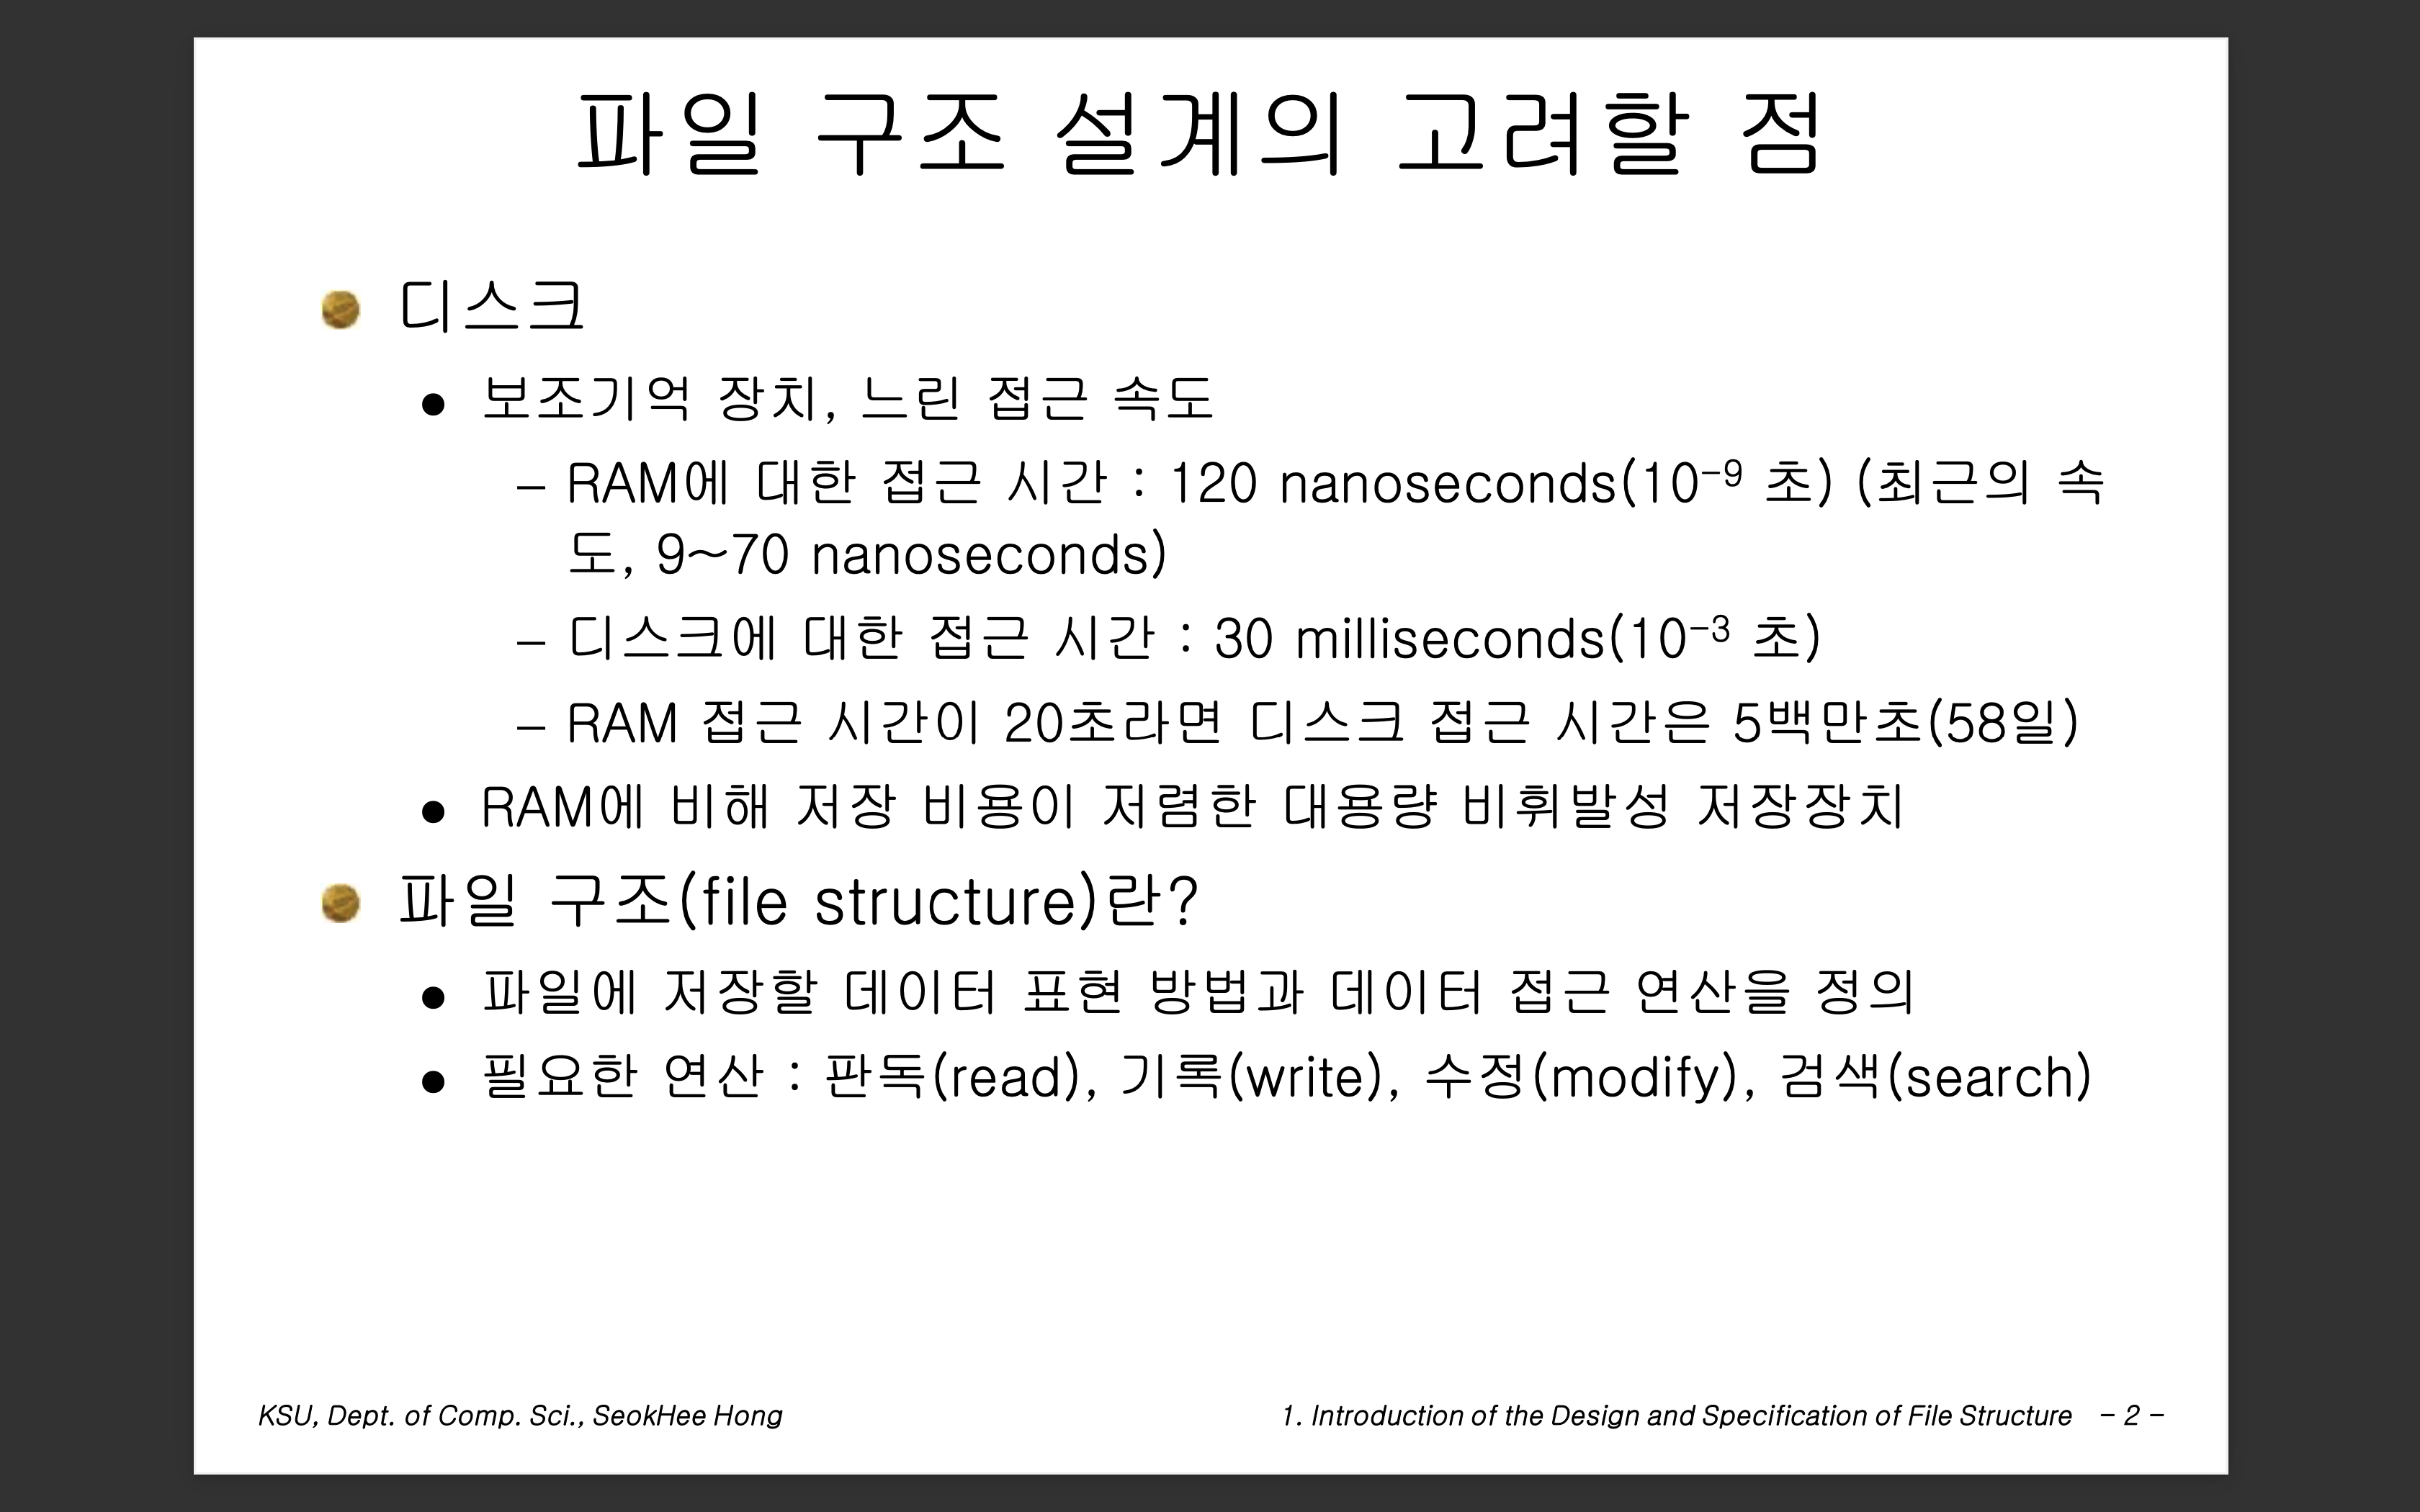 파일 구조 설계의 고려할 점
디스크
보조기억 장치, 느린 접근 속도
– RAM에 대한 접근 시간 : 120 nanoseconds(10⁻⁹ 초) (최근의 속
도, 9~70 nanoseconds)
– 디스크에 대한 접근 시간 : 30 milliseconds(10⁻³ 초)
– RAM 접근 시간이 20초라면 디스크 접근 시간은 5백만초(58일)
RAM에 비해 저장 비용이 저렴한 대용량 비휘발성 저장장치
파일 구조(file structure)란?
파일에 저장할 데이터 표현 방법과 데이터 접근 연산을 정의
필요한 연산 : 판독(read), 기록(write), 수정(modify), 검색(search)
KSU, Dept. of Comp. Sci., SeokHee Hong
1. Introduction of the Design and Specification of File Structure – 2 –